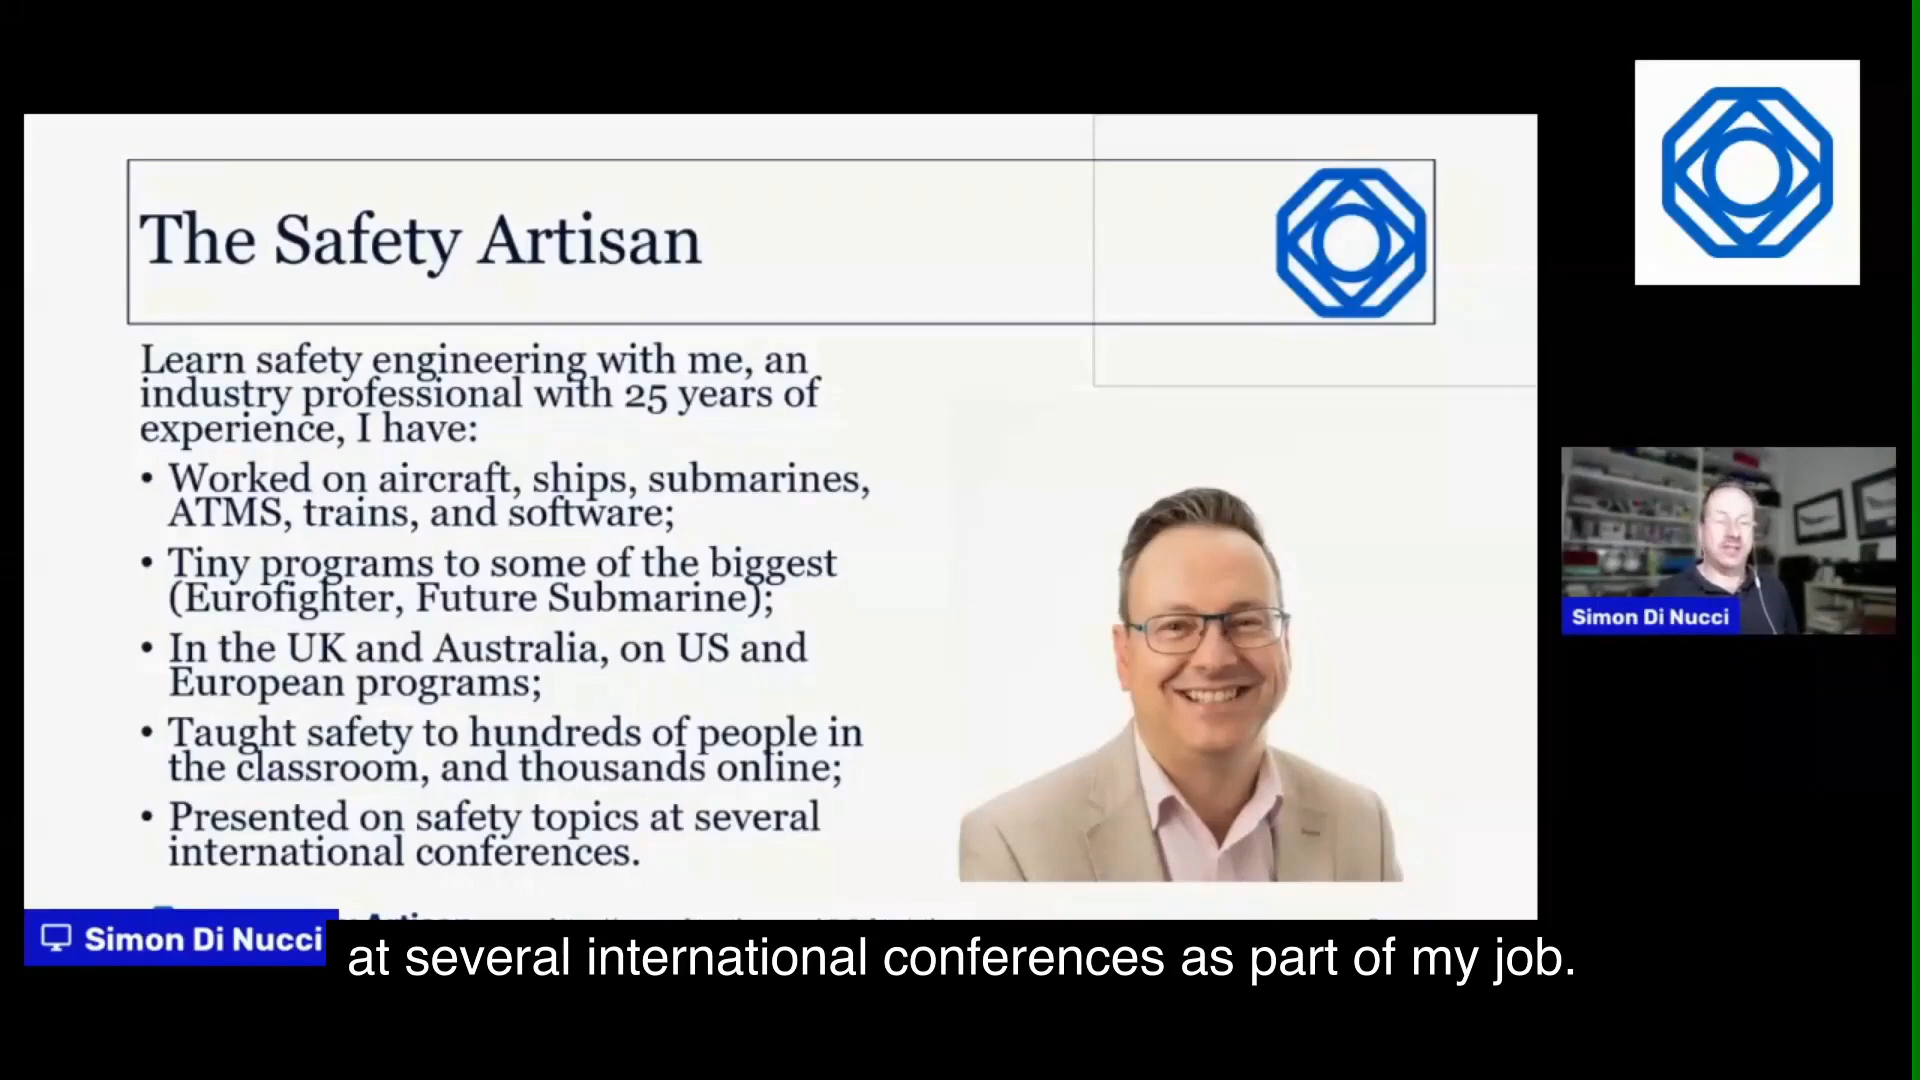 The Safety Artisan
Learn safety engineering with me, an
industry professional with 25 years of
experience, I have:
• Worked on aircraft, ships, submarines,
ATMS, trains, and software;
• Tiny programs to some of the biggest
(Eurofighter, Future Submarine);
• In the UK and Australia, on US and
European programs;
• Taught safety to hundreds of people in
the classroom, and thousands online;
• Presented on safety topics at several
international conferences.
Simon Di Nucci
Simon Di Nucci
at several international conferences as part of my job.